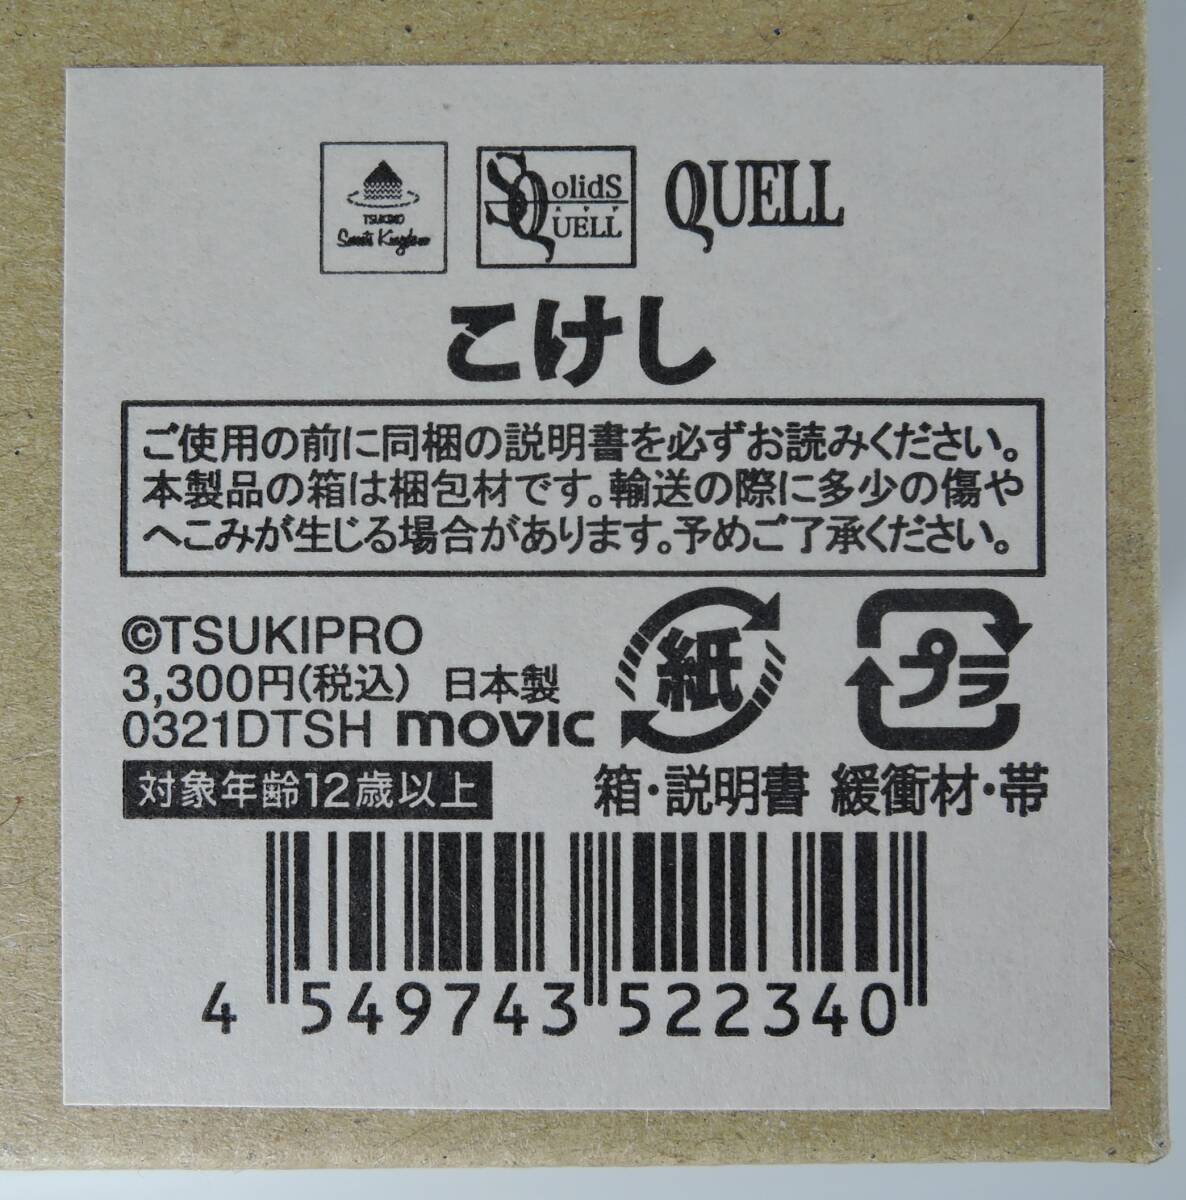 TSUKIPRO
SolidS
QUELL
QUELL
こけし
ご使用の前に同梱の説明書を必ずお読みください。
本製品の箱は梱包材です。輸送の際に多少の傷や
へこみが生じる場合があります。予めご了承ください。
©TSUKIPRO
3,300円(税込) 日本製
0321DTSH movic
対象年齢12歳以上
紙
箱・説明書
プラ
緩衝材・帯
4 549743 522340